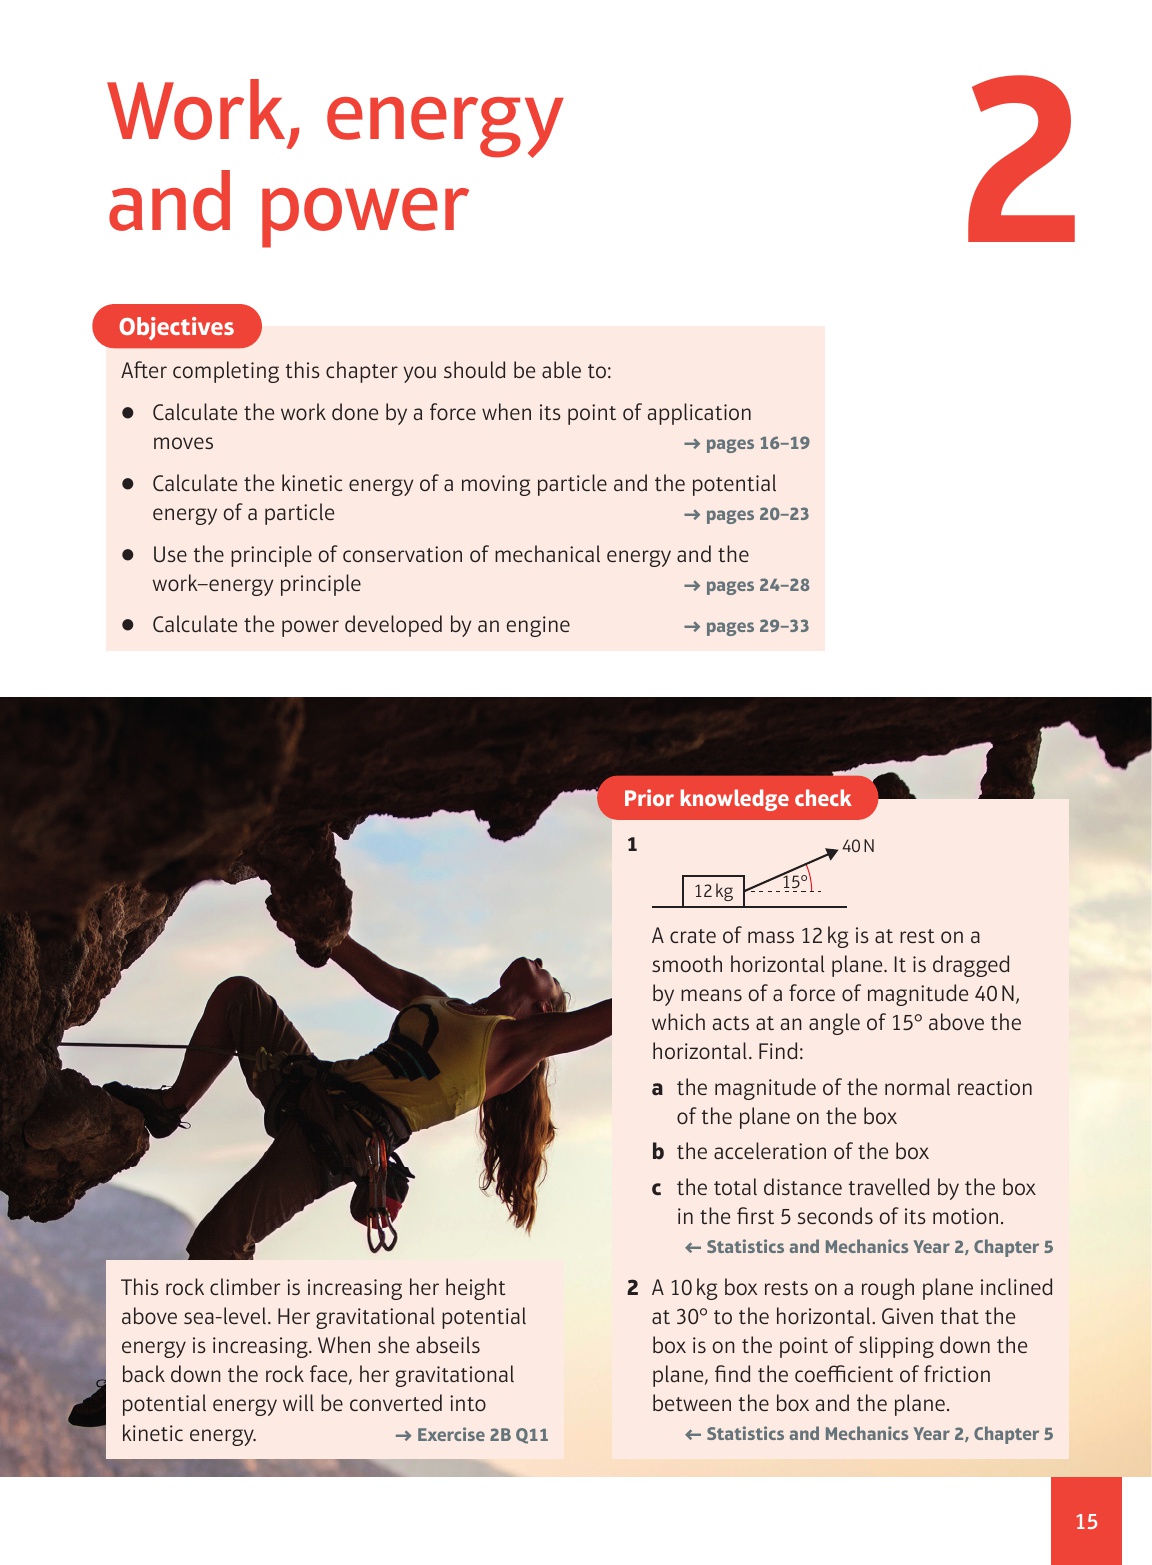 Work, energy
and power
2
Objectives
After completing this chapter you should be able to:
● Calculate the work done by a force when its point of application
moves → pages 16–19
● Calculate the kinetic energy of a moving particle and the potential
energy of a particle → pages 20–23
● Use the principle of conservation of mechanical energy and the
work–energy principle → pages 24–28
● Calculate the power developed by an engine → pages 29–33
Prior knowledge check
1
40 N
15°
12 kg
A crate of mass 12 kg is at rest on a
smooth horizontal plane. It is dragged
by means of a force of magnitude 40 N,
which acts at an angle of 15° above the
horizontal. Find:
a the magnitude of the normal reaction
of the plane on the box
b the acceleration of the box
c the total distance travelled by the box
in the first 5 seconds of its motion.
← Statistics and Mechanics Year 2, Chapter 5
2 A 10 kg box rests on a rough plane inclined
at 30° to the horizontal. Given that the
box is on the point of slipping down the
plane, find the coefficient of friction
between the box and the plane.
← Statistics and Mechanics Year 2, Chapter 5
This rock climber is increasing her height
above sea-level. Her gravitational potential
energy is increasing. When she abseils
back down the rock face, her gravitational
potential energy will be converted into
kinetic energy. → Exercise 2B Q11
15